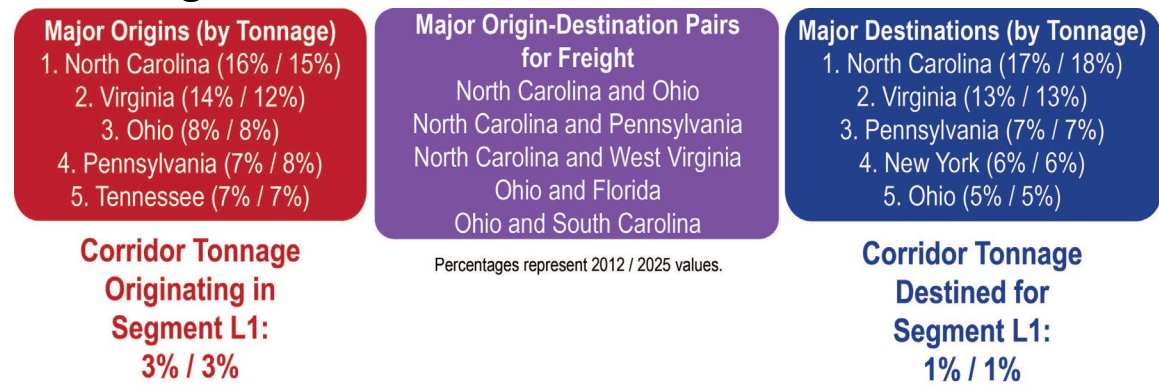 Major Origins (by Tonnage)
1. North Carolina (16% / 15%)
2. Virginia (14% / 12%)
3. Ohio (8% / 8%)
4. Pennsylvania (7% / 8%)
5. Tennessee (7% / 7%)
Corridor Tonnage
Originating in
Segment L1:
3% / 3%
Major Origin-Destination Pairs
for Freight
North Carolina and Ohio
North Carolina and Pennsylvania
North Carolina and West Virginia
Ohio and Florida
Ohio and South Carolina
Percentages represent 2012 / 2025 values.
Major Destinations (by Tonnage)
1. North Carolina (17% / 18%)
2. Virginia (13% / 13%)
3. Pennsylvania (7% / 7%)
4. New York (6% / 6%)
5. Ohio (5% / 5%)
Corridor Tonnage
Destined for
Segment L1:
1% / 1%